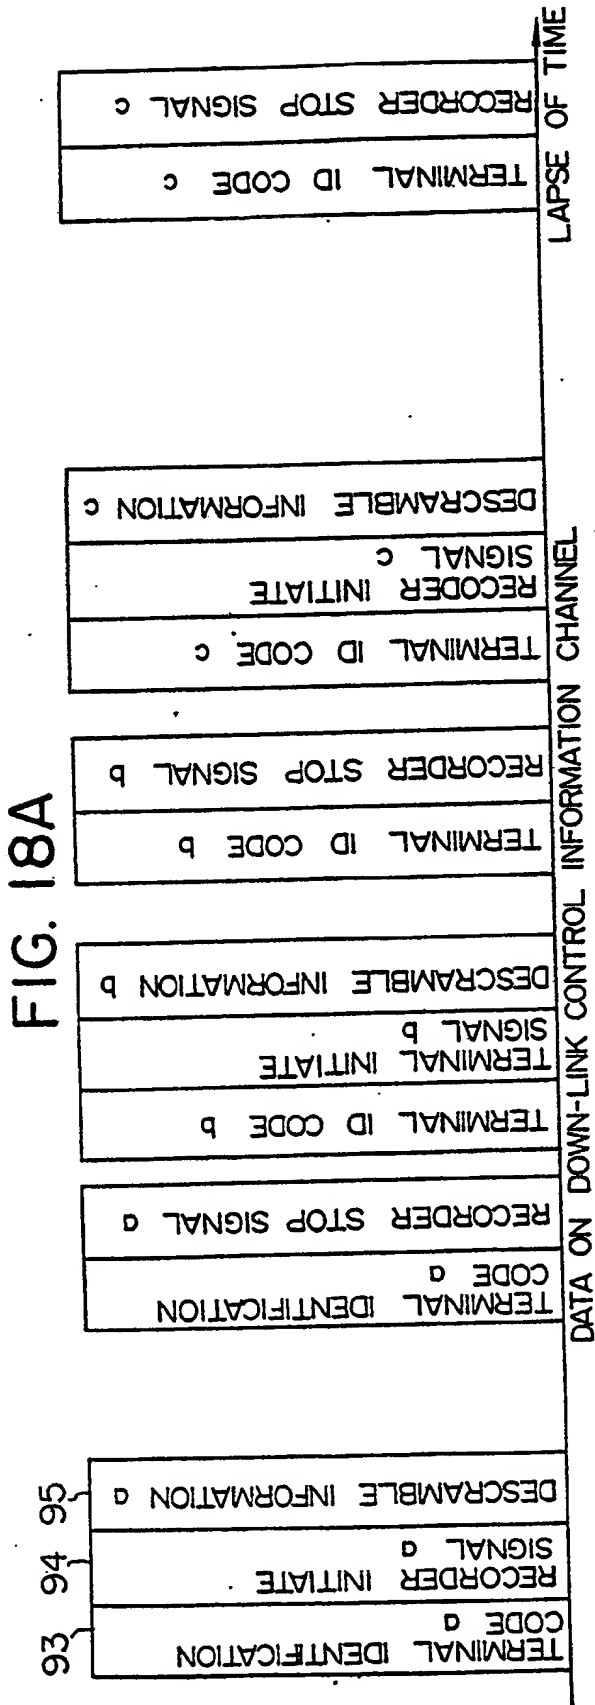 FIG. 18A
93
94
95
TERMINAL IDENTIFICATION
CODE a
RECORDER INITIATE
SIGNAL a
DESCRAMBLE INFORMATION a
TERMINAL IDENTIFICATION
CODE a
RECORDER STOP SIGNAL a
TERMINAL ID CODE b
TERMINAL INITIATE
SIGNAL b
DESCRAMBLE INFORMATION b
TERMINAL ID CODE b
RECORDER STOP SIGNAL b
TERMINAL ID CODE c
RECODER INITIATE
SIGNAL c
DESCRAMBLE INFORMATION c
TERMINAL ID CODE c
RECORDER STOP SIGNAL c
DATA ON DOWN-LINK CONTROL INFORMATION CHANNEL
LAPSE OF TIME